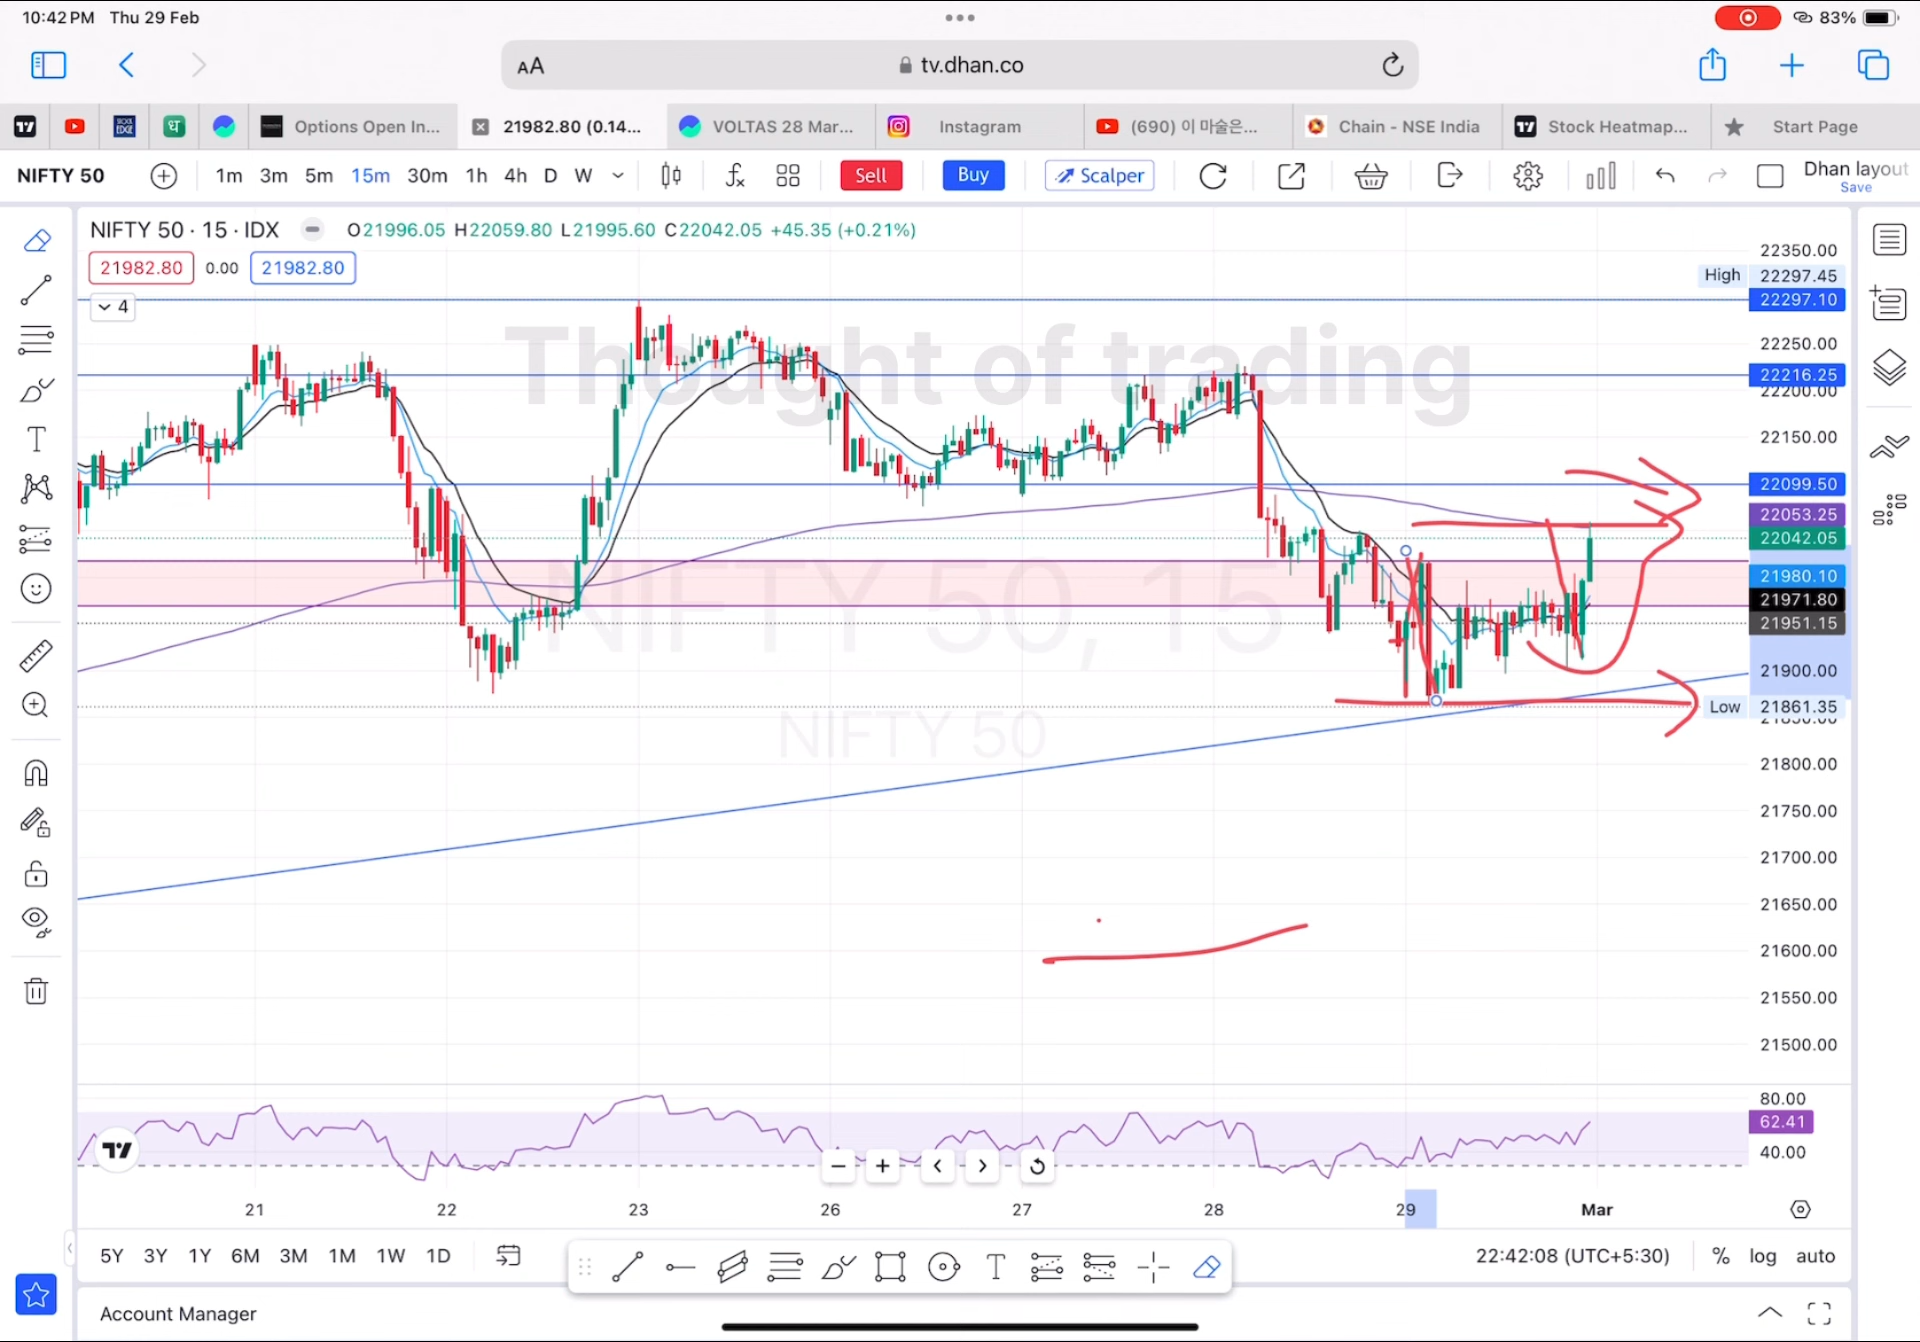 10:42 PM Thu 29 Feb
83%
AA
tv.dhan.co
Options Open In...
21982.80 (0.14...
VOLTAS 28 Mar...
Instagram
(690) 이 마술은...
Chain - NSE India
Stock Heatmap...
Start Page
NIFTY 50
1m 3m 5m 15m 30m 1h 4h D W
Sell
Buy
Scalper
Dhan layout
Save
NIFTY 50 · 15 · IDX
O21996.05 H22059.80 L21995.60 C22042.05 +45.35 (+0.21%)
21982.80 0.00 21982.80
4
Thought of trading
NIFTY 50, 15
NIFTY 50
22350.00
High 22297.45
22297.10
22250.00
22216.25
22200.00
22150.00
22099.50
22053.25
22042.05
21980.10
21971.80
21951.15
21900.00
Low 21861.35
21850.00
21800.00
21750.00
21700.00
21650.00
21600.00
21550.00
21500.00
80.00
62.41
40.00
21 22 23 26 27 28 29 Mar
5Y 3Y 1Y 6M 3M 1M 1W 1D
22:42:08 (UTC+5:30)
% log auto
Account Manager